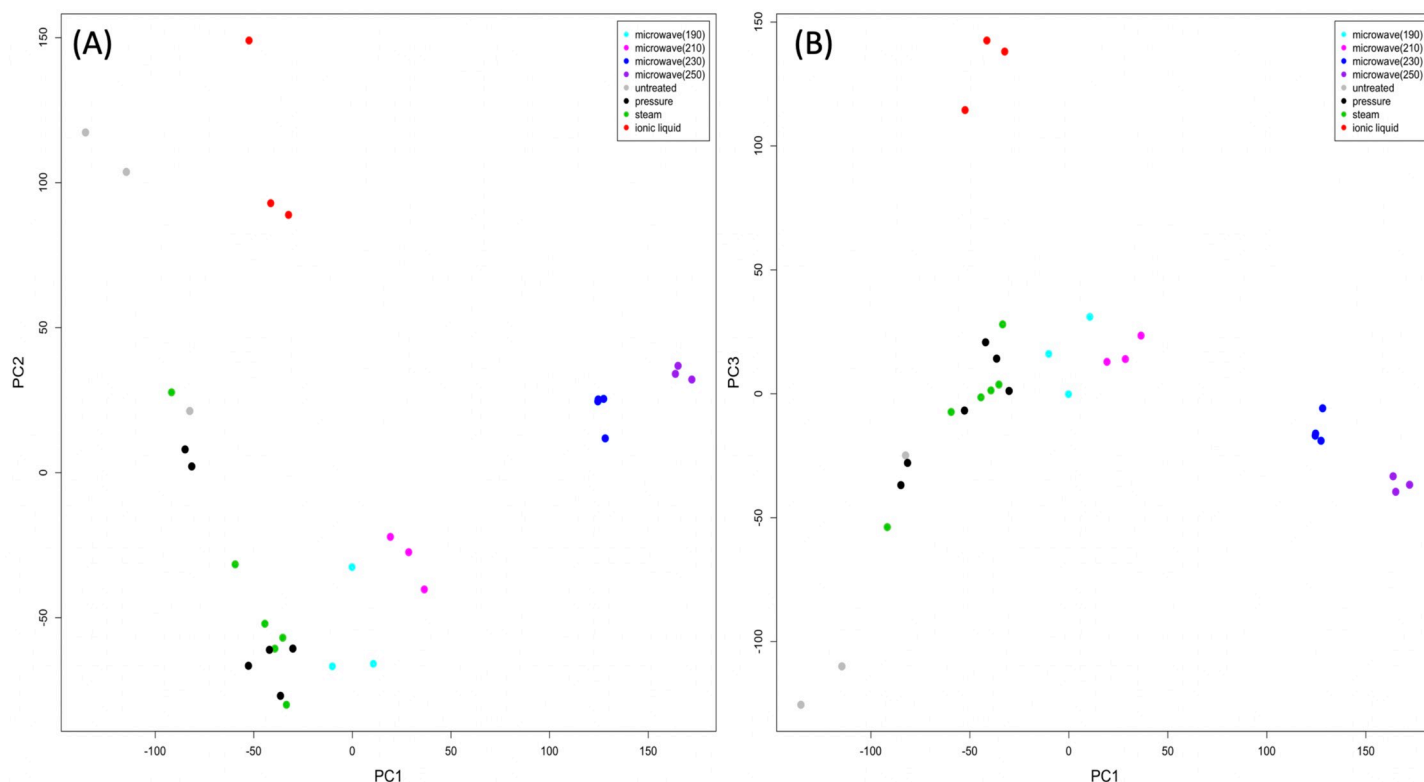 (A)
microwave(190)
microwave(210)
microwave(230)
microwave(250)
untreated
pressure
steam
ionic liquid
150
100
50
0
-50
PC2
-100
-50
0
50
100
150
PC1
(B)
microwave(190)
microwave(210)
microwave(230)
microwave(250)
untreated
pressure
steam
ionic liquid
150
100
50
0
-50
-100
PC3
-100
-50
0
50
100
150
PC1